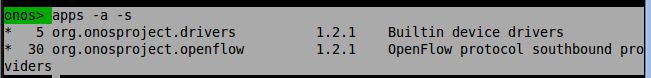 onos> apps -a -s
*   5 org.onosproject.drivers          1.2.1    Builtin device drivers
*  30 org.onosproject.openflow         1.2.1    OpenFlow protocol southbound pro
viders